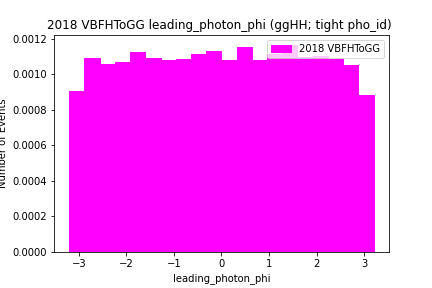 2018 VBFHToGG leading_photon_phi (ggHH; tight pho_id)
2018 VBFHToGG
Number of Events
0.0012
0.0010
0.0008
0.0006
0.0004
0.0002
0.0000
−3 −2 −1 0 1 2 3
leading_photon_phi